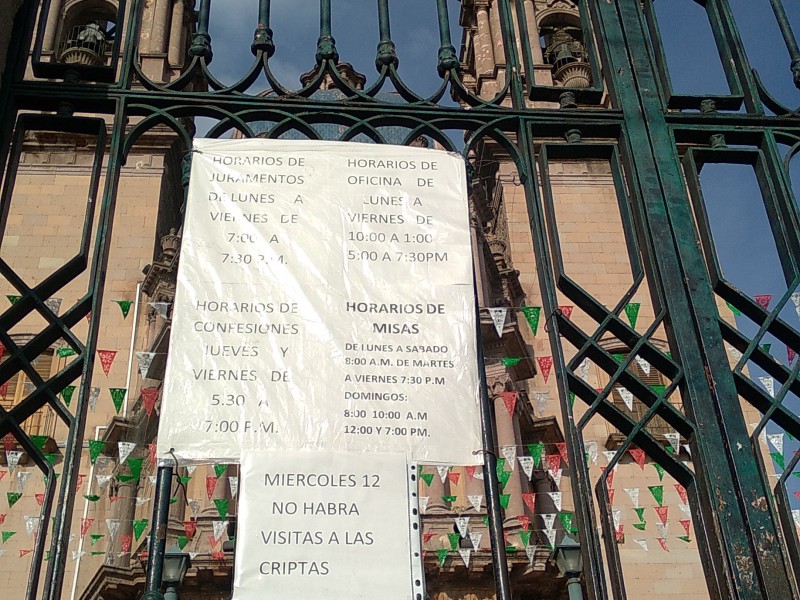 HORARIOS DE
JURAMENTOS
DE LUNES A
VIERNES DE
7:00 A
7:30 P.M.
HORARIOS DE
OFICINA DE
LUNES A
VIERNES DE
10:00 A 1:00
5:00 A 7:30PM
HORARIOS DE
CONFESIONES
JUEVES Y
VIERNES DE
5.30 A
7:00 P.M.
HORARIOS DE
MISAS
DE LUNES A SABADO
8:00 A.M. DE MARTES
A VIERNES 7:30 P.M
DOMINGOS:
8:00 10:00 A.M
12:00 Y 7:00 PM.
MIERCOLES 12
NO HABRA
VISITAS A LAS
CRIPTAS